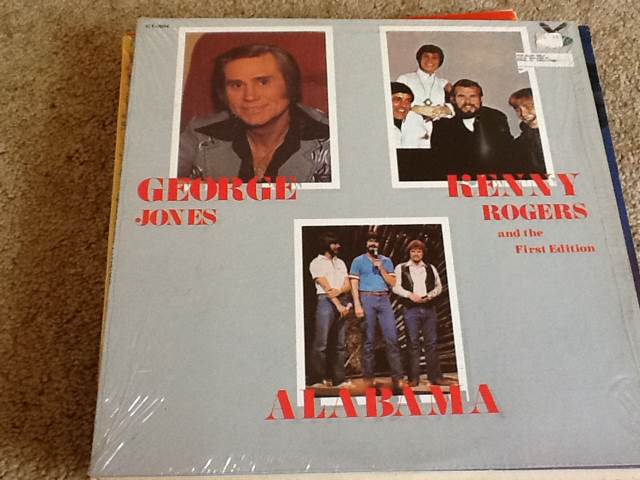 GEORGE
JONES
KENNY
ROGERS
and the
First Edition
ALABAMA